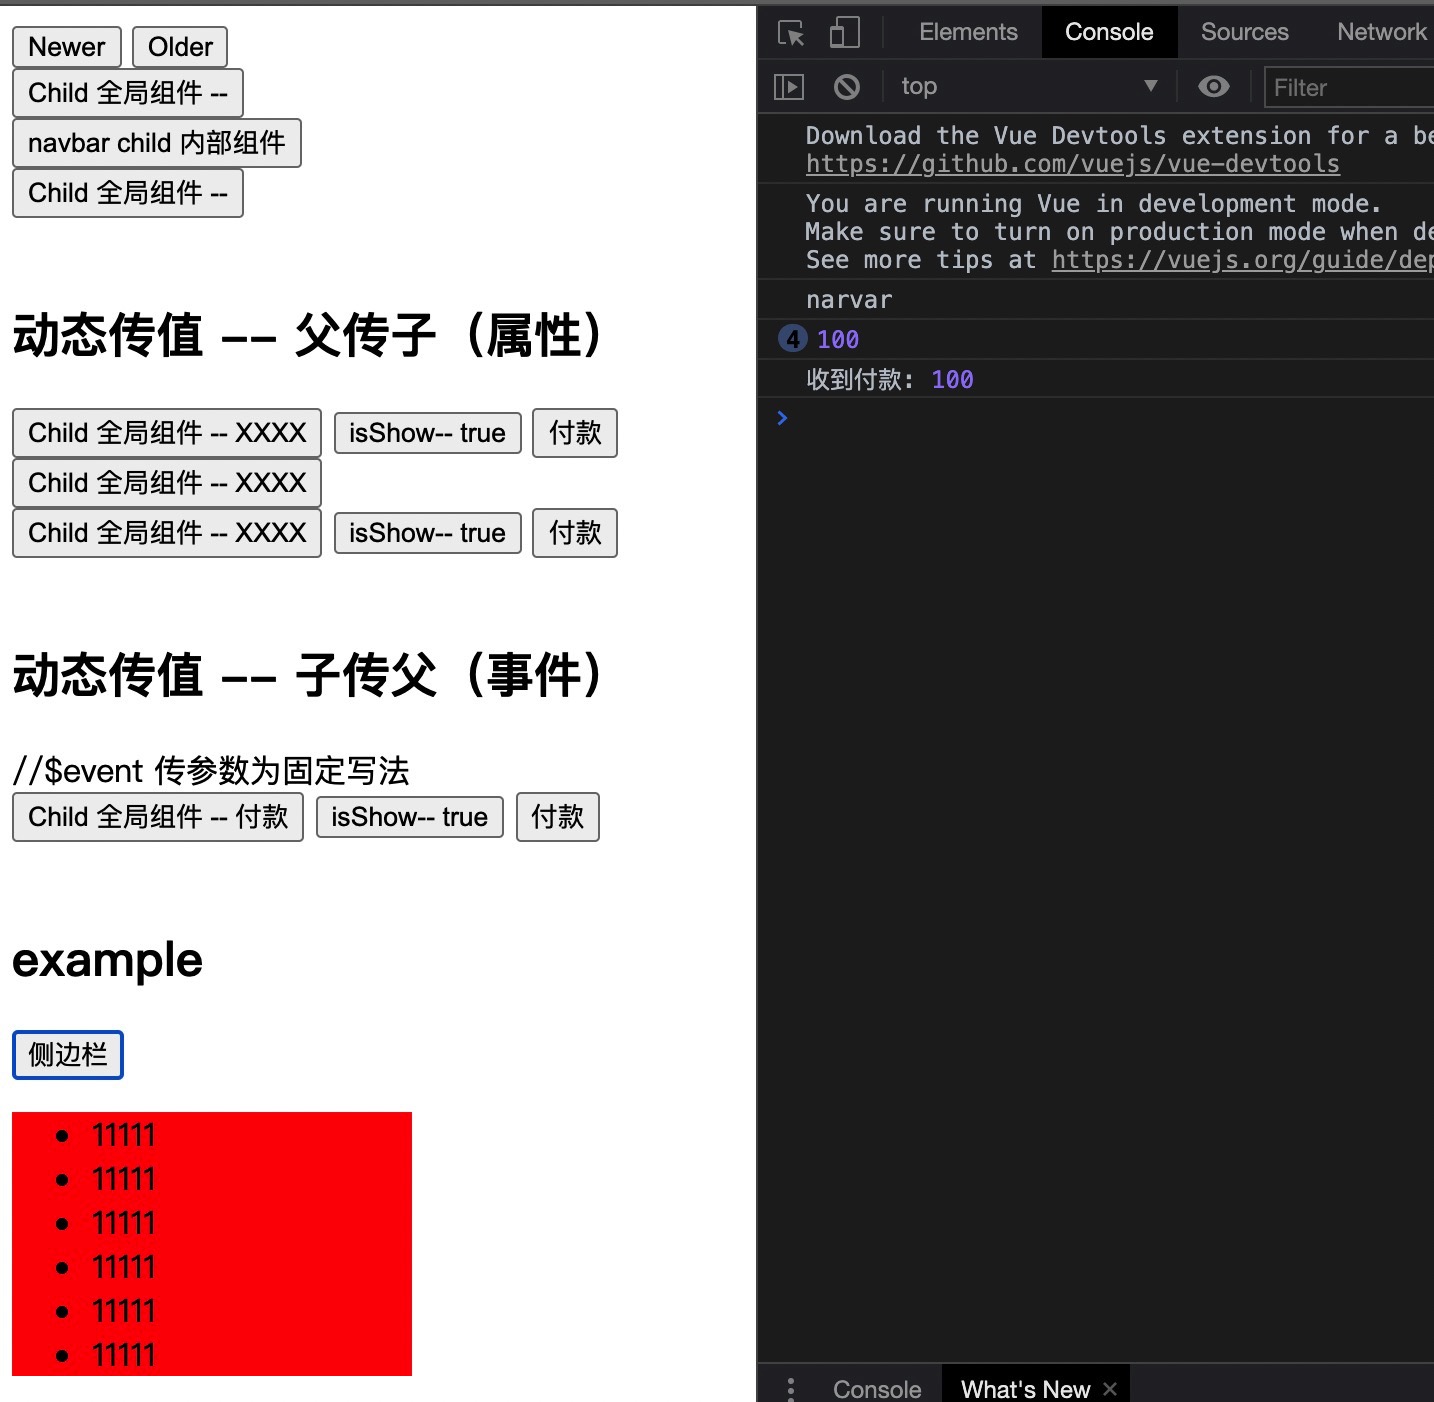 Newer Older
Child 全局组件 --
navbar child 内部组件
Child 全局组件 --
动态传值 -- 父传子（属性）
Child 全局组件 -- XXXX isShow-- true 付款
Child 全局组件 -- XXXX
Child 全局组件 -- XXXX isShow-- true 付款
动态传值 -- 子传父（事件）
//$event 传参数为固定写法
Child 全局组件 -- 付款 isShow-- true 付款
example
侧边栏
11111
11111
11111
11111
11111
11111
Elements Console Sources Network
top Filter
Download the Vue Devtools extension for a be
https://github.com/vuejs/vue-devtools
You are running Vue in development mode.
Make sure to turn on production mode when de
See more tips at https://vuejs.org/guide/dep
narvar
4 100
收到付款: 100
Console What's New